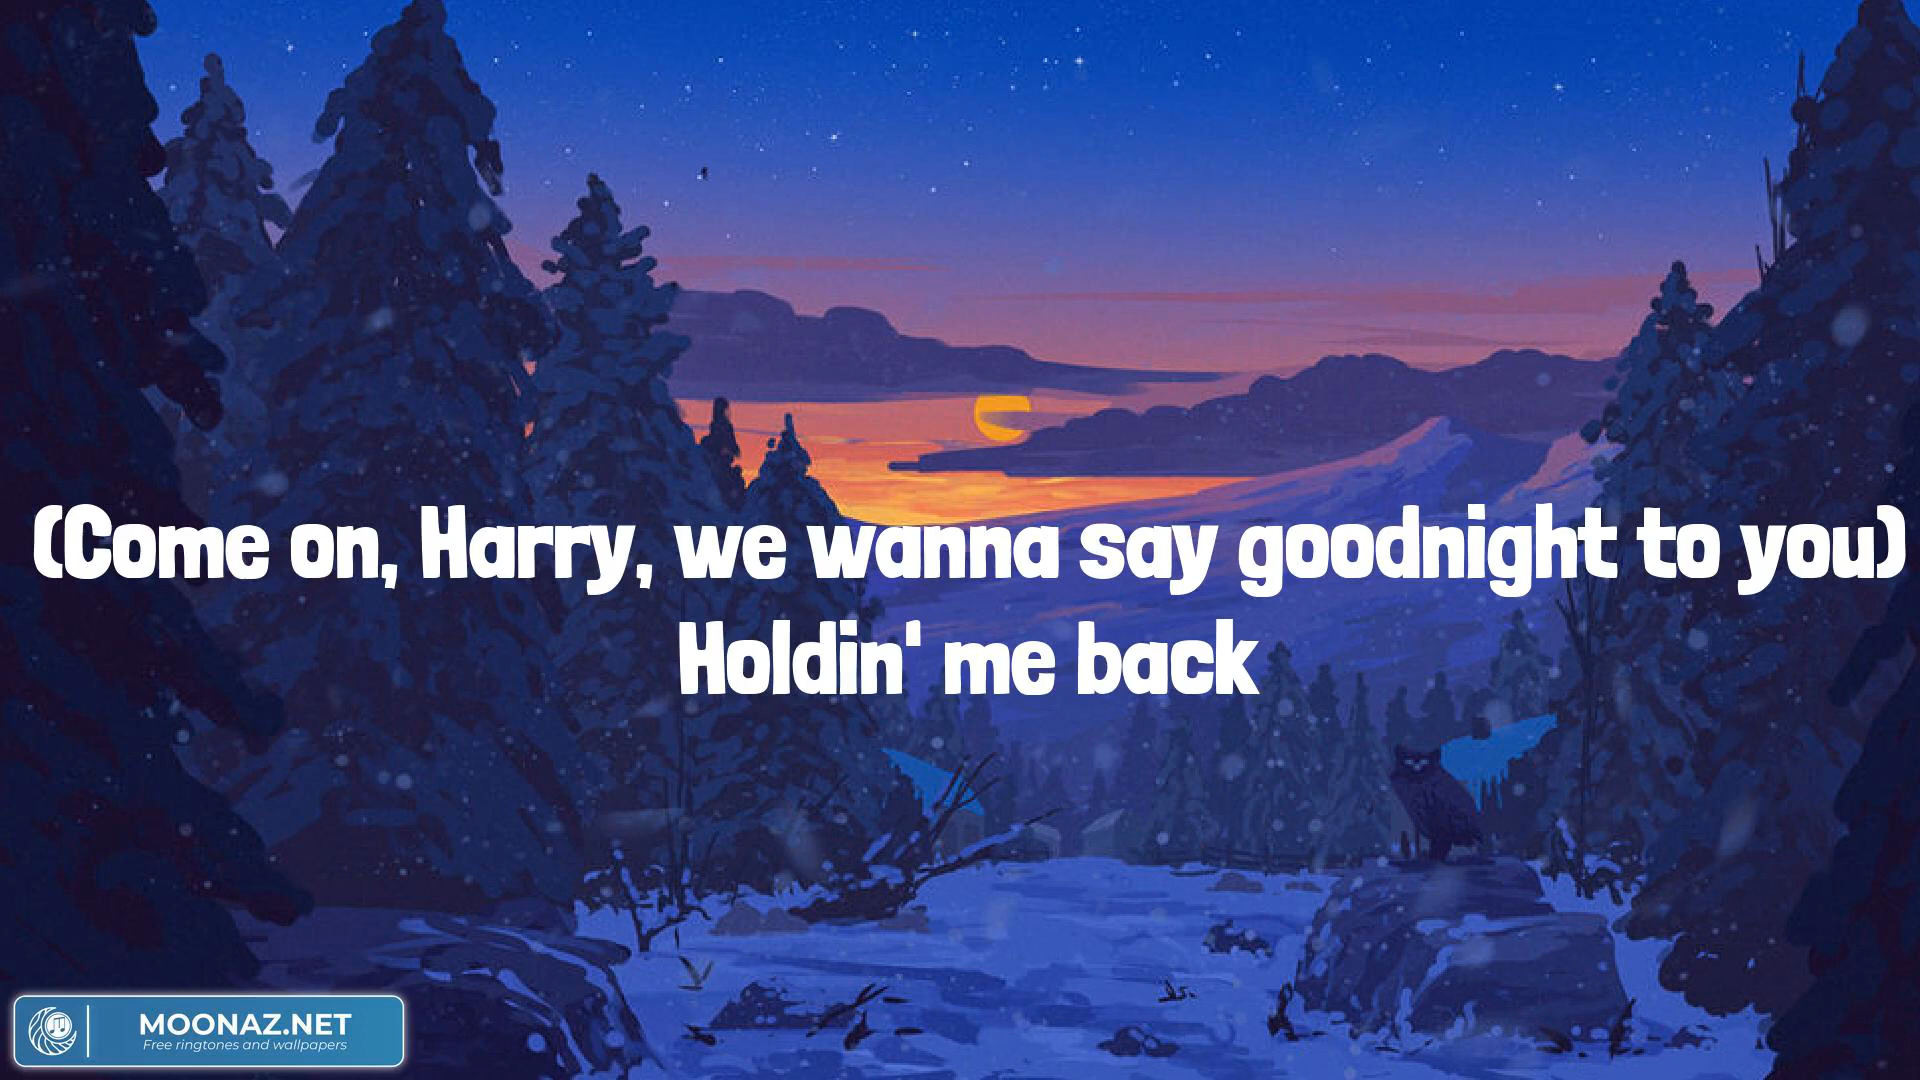 (Come on, Harry, we wanna say goodnight to you)
Holdin' me back
MOONAZ.NET
Free ringtones and wallpapers